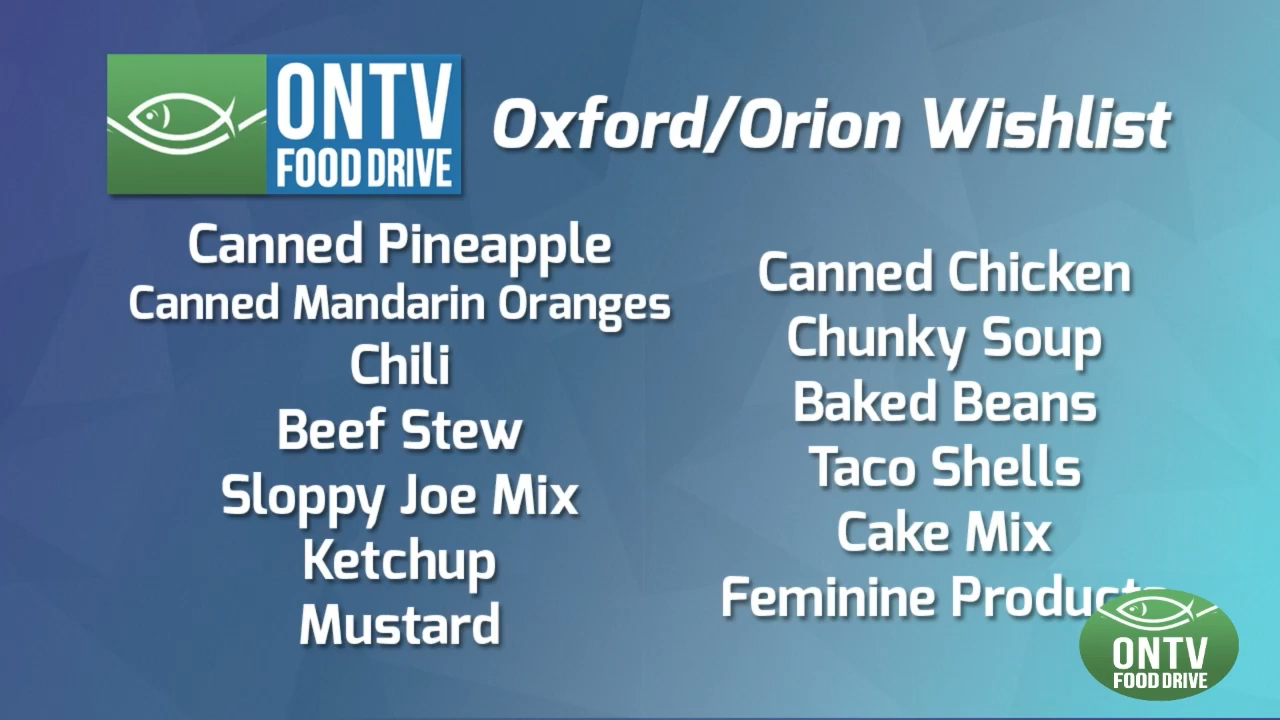 ONTV
FOOD DRIVE
Oxford/Orion Wishlist
Canned Pineapple
Canned Mandarin Oranges
Chili
Beef Stew
Sloppy Joe Mix
Ketchup
Mustard
Canned Chicken
Chunky Soup
Baked Beans
Taco Shells
Cake Mix
Feminine Products
ONTV
FOOD DRIVE